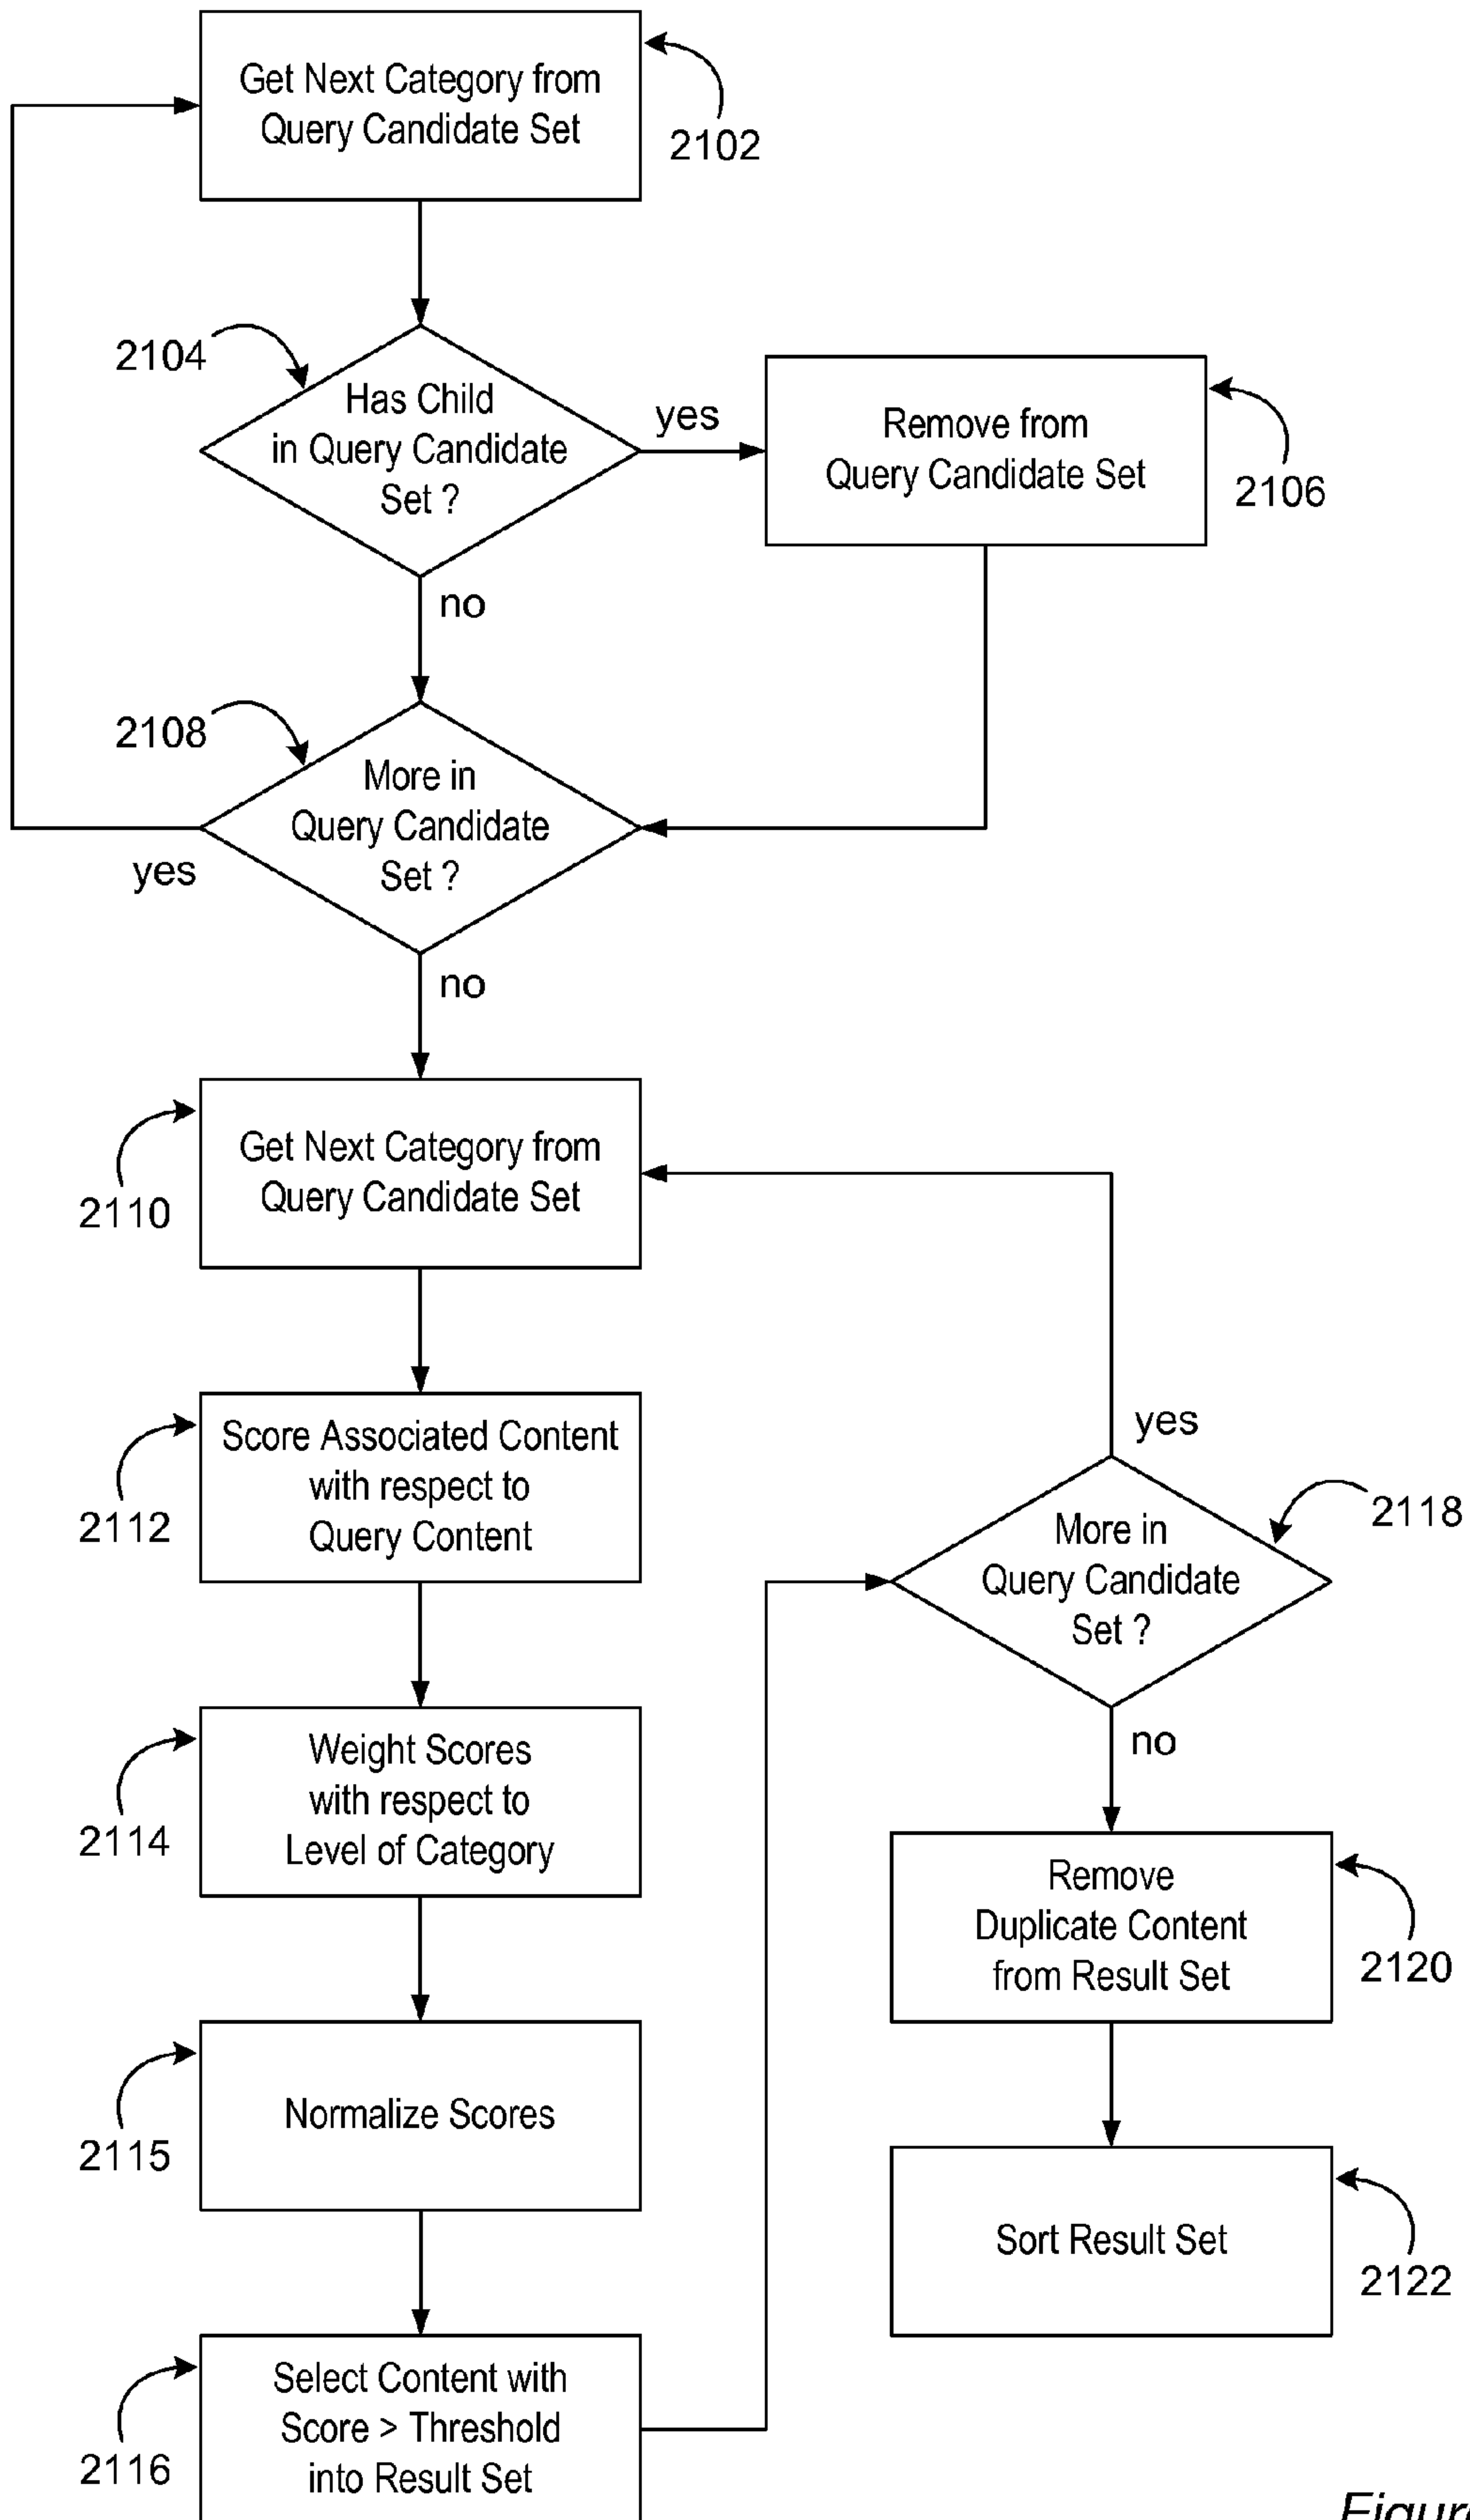 Get Next Category from
Query Candidate Set
2102
2104
Has Child
in Query Candidate
Set ?
yes
Remove from
Query Candidate Set
2106
no
2108
More in
Query Candidate
Set ?
yes
no
Get Next Category from
Query Candidate Set
2110
Score Associated Content
with respect to
Query Content
2112
yes
More in
Query Candidate
Set ?
2118
no
Weight Scores
with respect to
Level of Category
2114
Remove
Duplicate Content
from Result Set
2120
Normalize Scores
2115
Sort Result Set
2122
Select Content with
Score > Threshold
into Result Set
2116